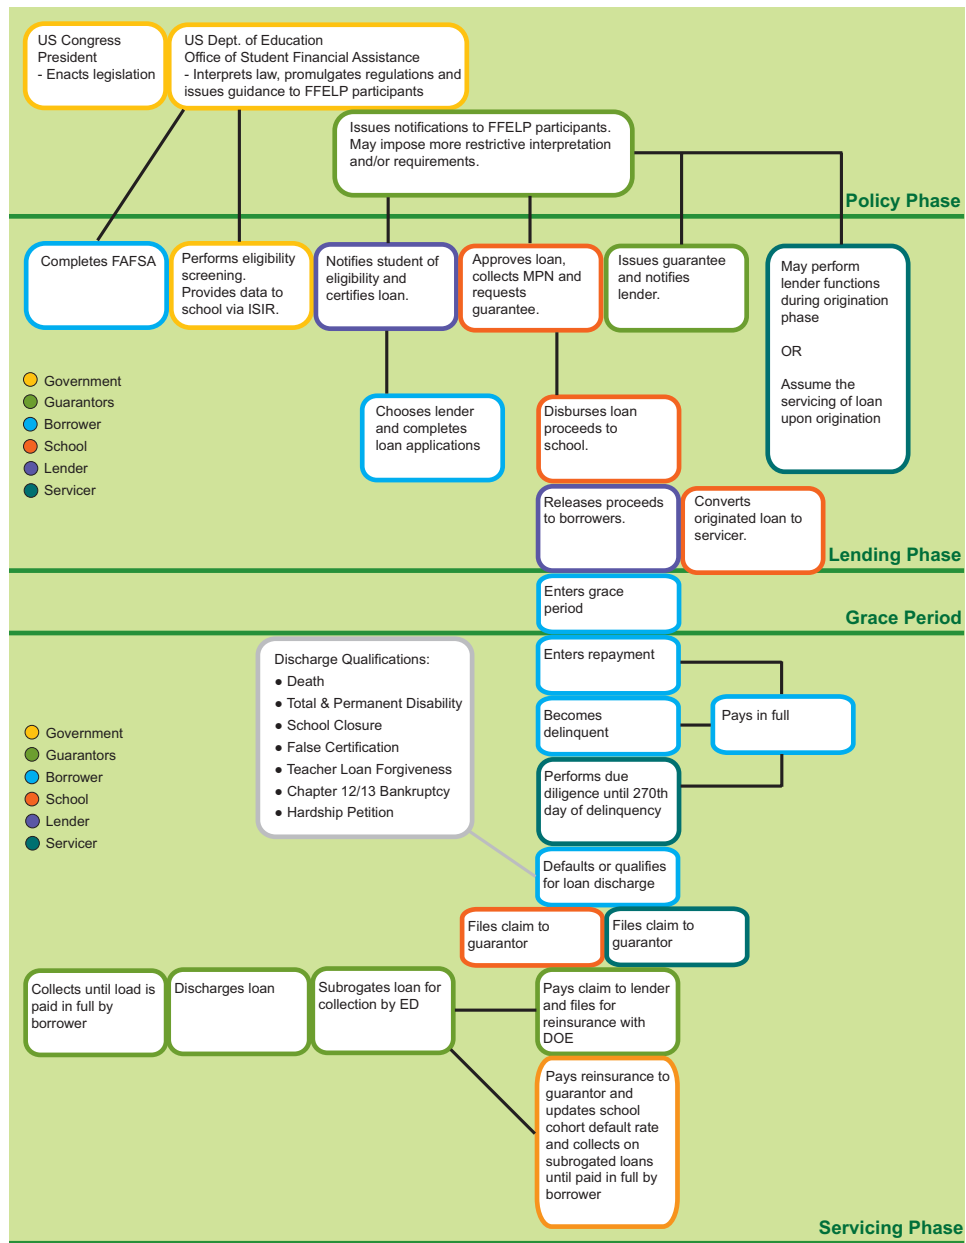 US Congress
President
- Enacts legislation
US Dept. of Education
Office of Student Financial Assistance
- Interprets law, promulgates regulations and
issues guidance to FFELP participants
Issues notifications to FFELP participants.
May impose more restrictive interpretation
and/or requirements.
Policy Phase
Completes FAFSA
Performs eligibility
screening.
Provides data to
school via ISIR.
Notifies student of
eligibility and
certifies loan.
Approves loan,
collects MPN and
requests
guarantee.
Issues guarantee
and notifies
lender.
May perform
lender functions
during origination
phase
OR
Assume the
servicing of loan
upon origination
Government
Guarantors
Borrower
School
Lender
Servicer
Chooses lender
and completes
loan applications
Disburses loan
proceeds to
school.
Releases proceeds
to borrowers.
Converts
originated loan to
servicer.
Lending Phase
Enters grace
period
Grace Period
Discharge Qualifications:
● Death
● Total & Permanent Disability
● School Closure
● False Certification
● Teacher Loan Forgiveness
● Chapter 12/13 Bankruptcy
● Hardship Petition
Enters repayment
Becomes
delinquent
Pays in full
Performs due
diligence until 270th
day of delinquency
Government
Guarantors
Borrower
School
Lender
Servicer
Defaults or qualifies
for loan discharge
Files claim to
guarantor
Files claim to
guarantor
Collects until load is
paid in full by
borrower
Discharges loan
Subrogates loan for
collection by ED
Pays claim to lender
and files for
reinsurance with
DOE
Pays reinsurance to
guarantor and
updates school
cohort default rate
and collects on
subrogated loans
until paid in full by
borrower
Servicing Phase